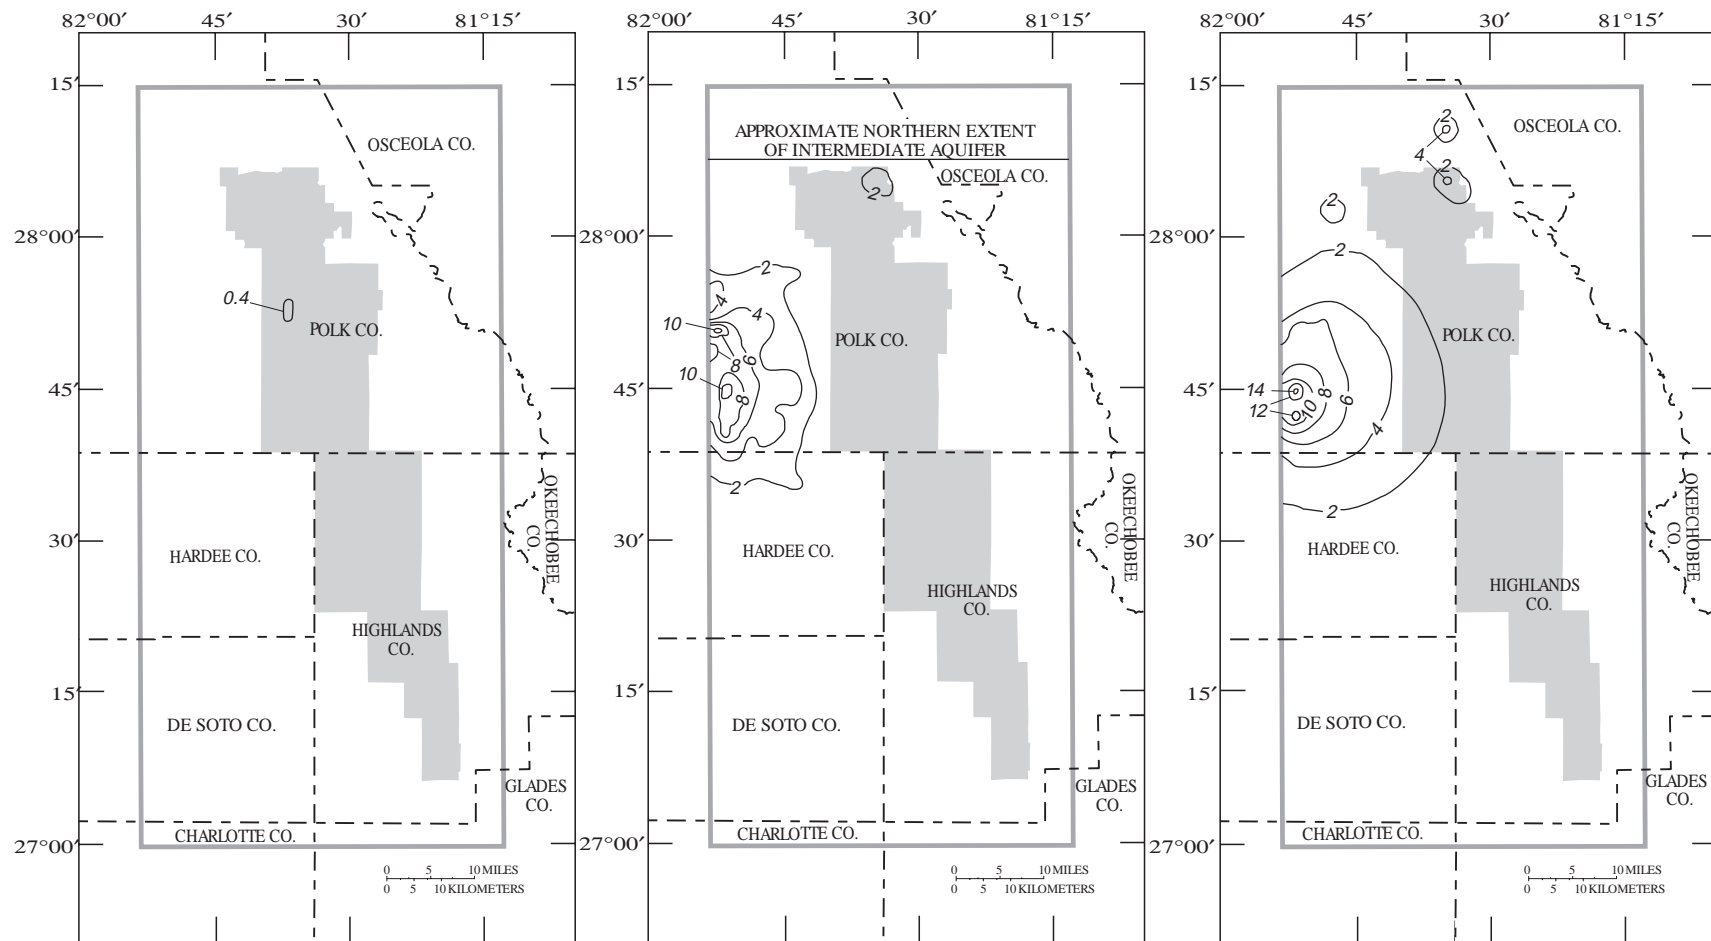 82°00′ 45′ 30′ 81°15′
15′
OSCEOLA CO.
28°00′
0.4
POLK CO.
45′
30′
OKEECHOBEE
CO.
HARDEE CO.
HIGHLANDS
CO.
15′
DE SOTO CO.
GLADES
CO.
CHARLOTTE CO.
27°00′
0 5 10 MILES
0 5 10 KILOMETERS
82°00′ 45′ 30′ 81°15′
15′
APPROXIMATE NORTHERN EXTENT
OF INTERMEDIATE AQUIFER
OSCEOLA CO.
2
28°00′
2
4
4
10
POLK CO.
6
8
10
45′
8
2
30′
OKEECHOBEE
CO.
HARDEE CO.
HIGHLANDS
CO.
15′
DE SOTO CO.
GLADES
CO.
CHARLOTTE CO.
27°00′
0 5 10 MILES
0 5 10 KILOMETERS
82°00′ 45′ 30′ 81°15′
15′
2
OSCEOLA CO.
4
2
2
28°00′
2
POLK CO.
45′
14
8
6
12
10
4
2
30′
OKEECHOBEE
CO.
HARDEE CO.
HIGHLANDS
CO.
15′
DE SOTO CO.
GLADES
CO.
CHARLOTTE CO.
27°00′
0 5 10 MILES
0 5 10 KILOMETERS